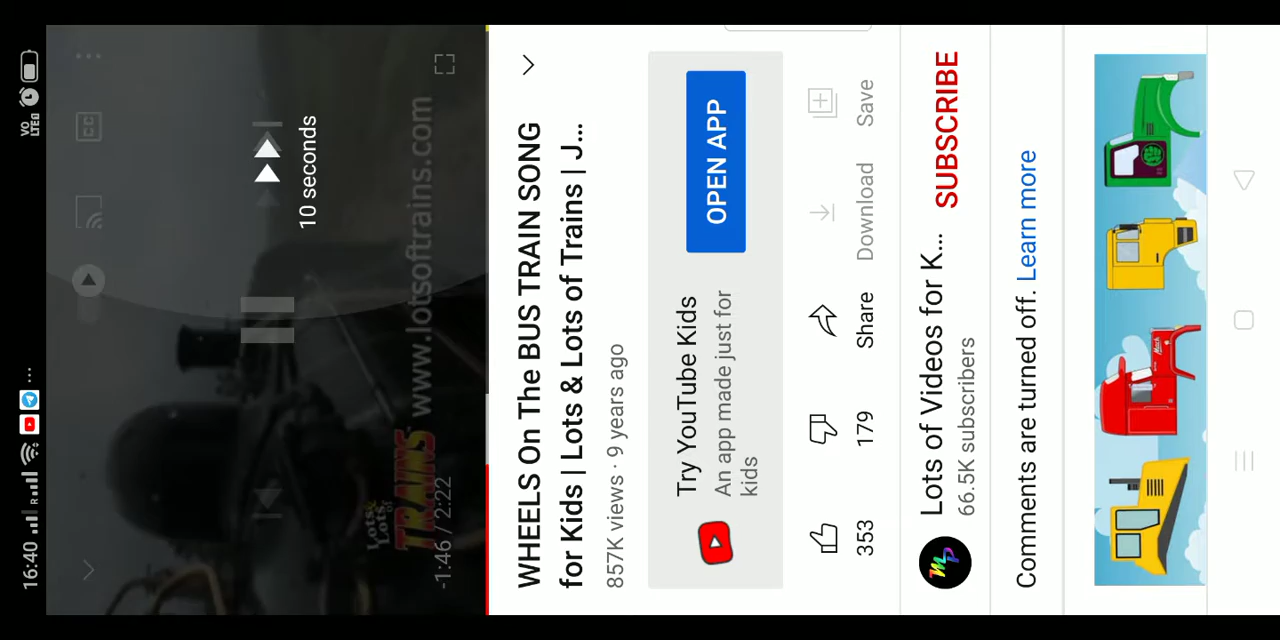 16:40
VO
LTE
10 seconds
Lots &
Lots of
TRAINS www.lotsoftrains.com
-1:46 / 2:22
WHEELS On The BUS TRAIN SONG
for Kids | Lots & Lots of Trains | J...
857K views · 9 years ago
Try YouTube Kids
An app made just for
kids
OPEN APP
353 179 Share Download Save
Lots of Videos for K... SUBSCRIBE
66.5K subscribers
Comments are turned off. Learn more
Mack